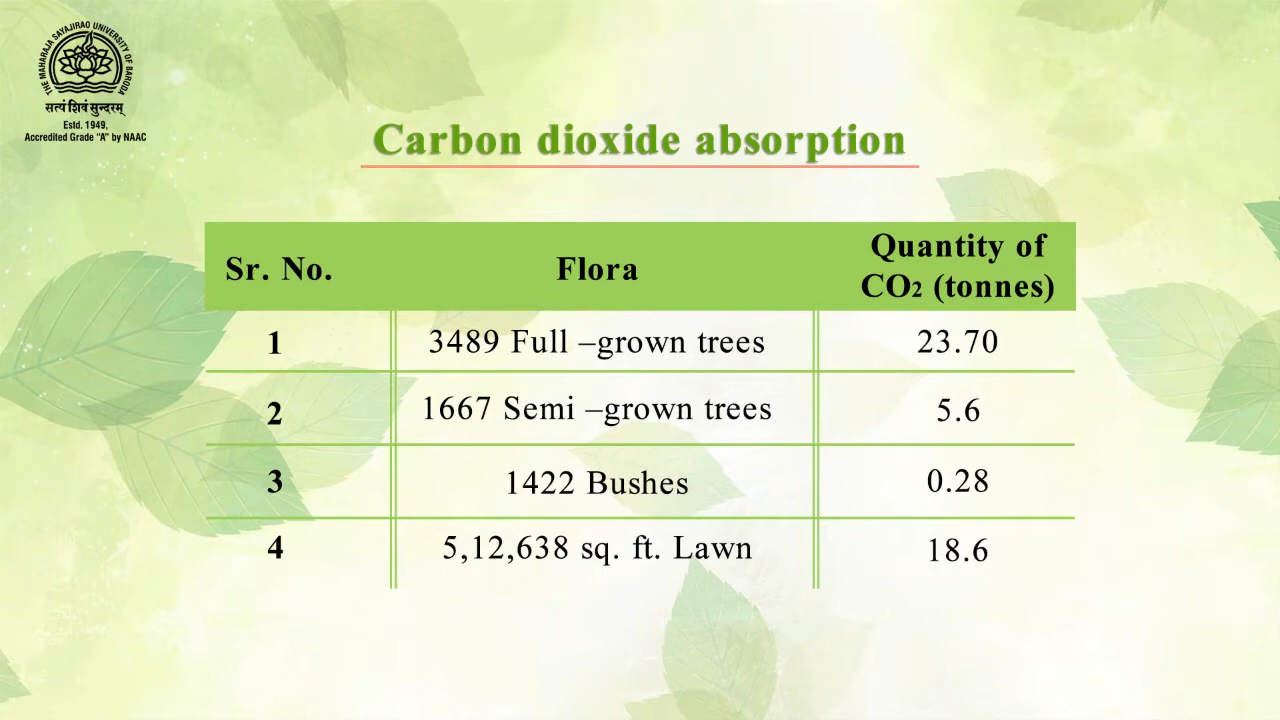 THE MAHARAJA SAYAJIRAO UNIVERSITY OF BARODA
सत्यं शिवं सुन्दरम्
Estd. 1949,
Accredited Grade "A" by NAAC
Carbon dioxide absorption
Sr. No. Flora Quantity of
CO₂ (tonnes)
1 3489 Full –grown trees 23.70
2 1667 Semi –grown trees 5.6
3 1422 Bushes 0.28
4 5,12,638 sq. ft. Lawn 18.6